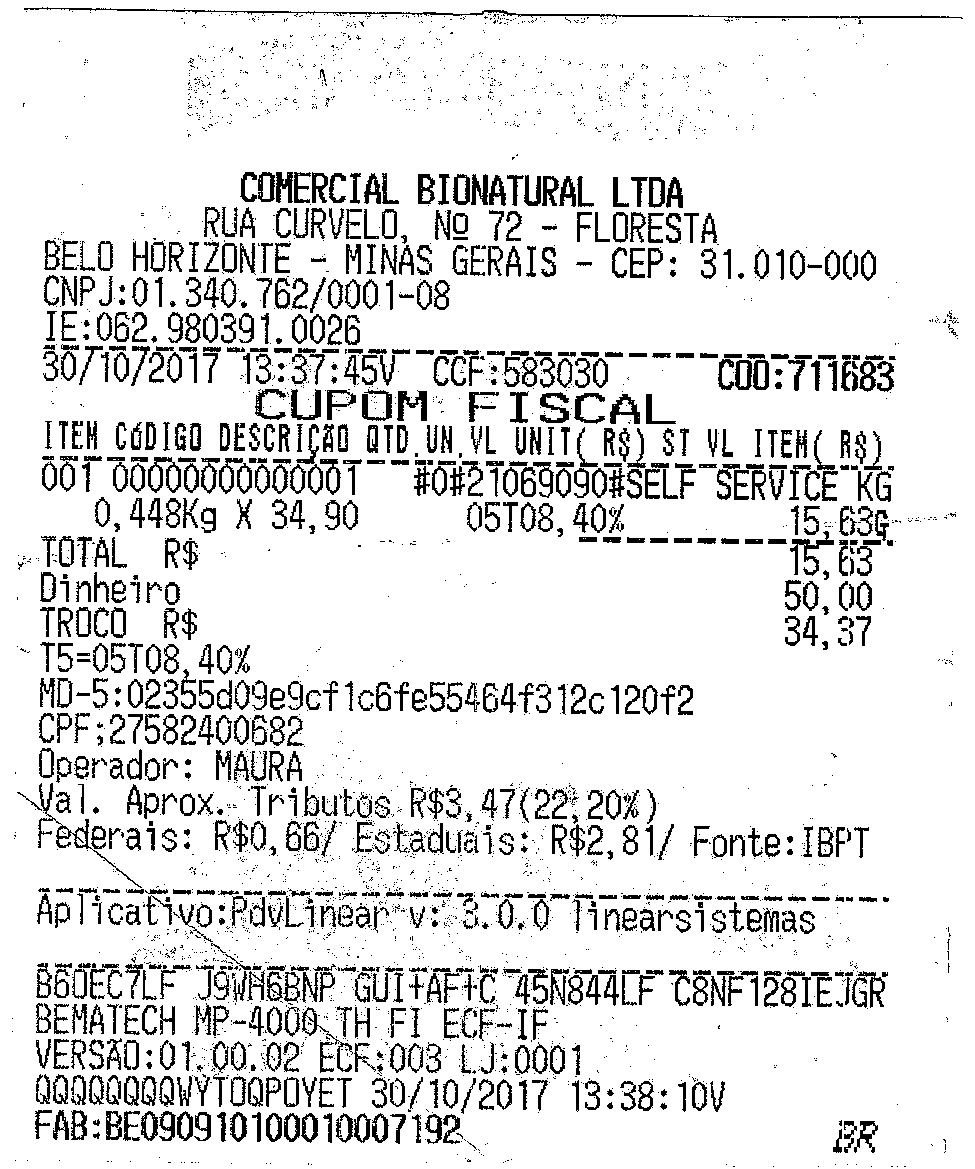 COMERCIAL BIONATURAL LTDA
RUA CURVELO, Nº 72 - FLORESTA
BELO HORIZONTE - MINAS GERAIS - CEP: 31.010-000
CNPJ:01.340.762/0001-08
IE:062.980391.0026
30/10/2017 13:37:45V CCF:583030 COO:711683
CUPOM FISCAL
ITEM CóDIGO DESCRIÇÃO QTD.UN.VL UNIT( R$) ST VL ITEM( R$)
001 00000000000001 #0#21069090#SELF SERVICE KG
0,448Kg X 34,90 05T08,40% 15,63G
TOTAL R$ 15,63
Dinheiro 50,00
TROCO R$ 34,37
T5=05T08,40%
MD-5:02355d09e9cf1c6fe55464f312c120f2
CPF;27582400682
Operador: MAURA
Val. Aprox. Tributos R$3,47(22,20%)
Federais: R$0,66/ Estaduais: R$2,81/ Fonte:IBPT
Aplicativo:PdvLinear v: 3.0.0 linearsistemas
B60EC7LF J9WH6BNP GUI+AF+C 45N844LF C8NF128IEJGR
BEMATECH MP-4000 TH FI ECF-IF
VERSÃO:01.00.02 ECF:003 LJ:0001
QQQQQQQQWYTOQPOYET 30/10/2017 13:38:10V
FAB:BE090910100010007192 BR